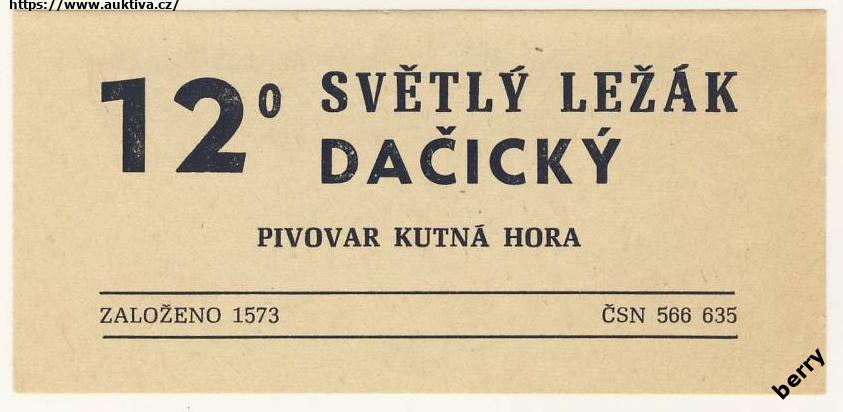 https://www.auktiva.cz/
12° SVĚTLÝ LEŽÁK
DAČICKÝ
PIVOVAR KUTNÁ HORA
ZALOŽENO 1573 ČSN 566 635
berry